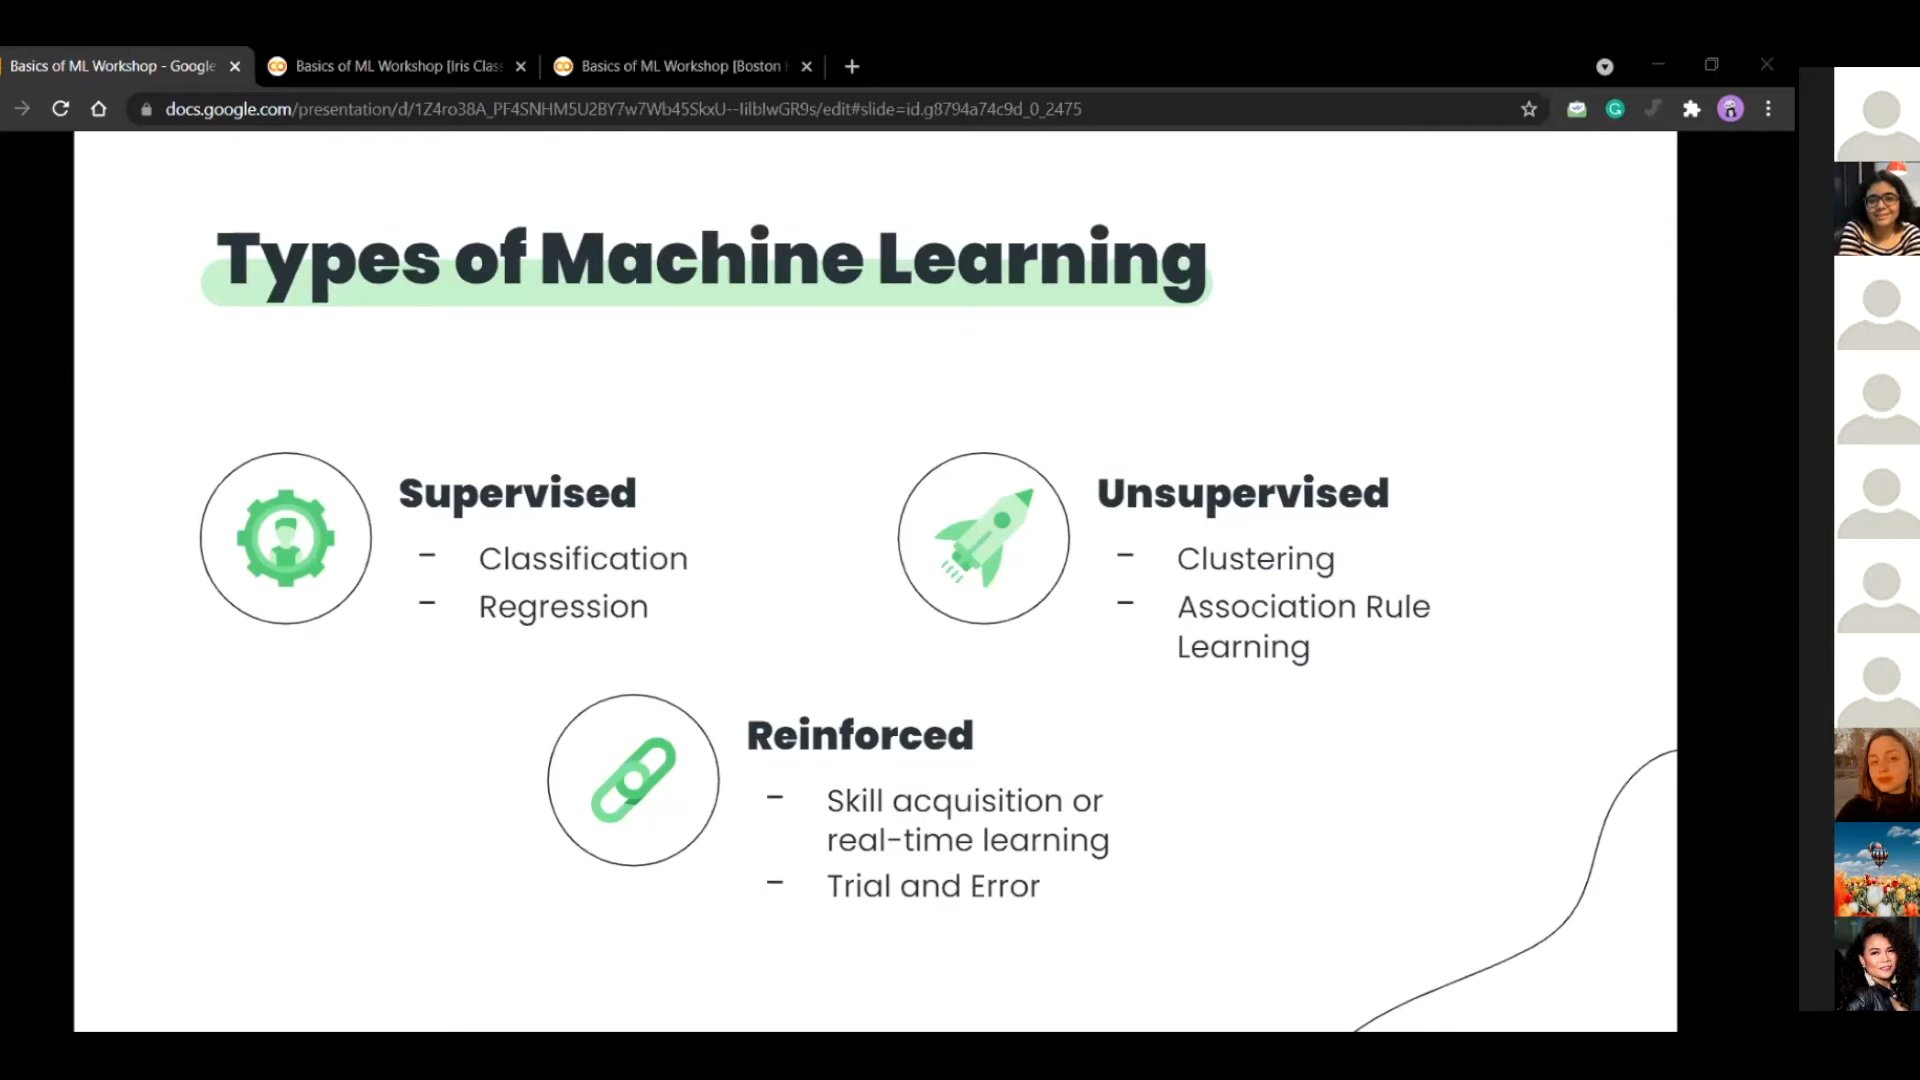 Basics of ML Workshop - Google
Basics of ML Workshop [Iris Clas
Basics of ML Workshop [Boston
docs.google.com/presentation/d/1Z4ro38A_PF4SNHM5U2BY7w7Wb45SkxU--IilbIwGR9s/edit#slide=id.g8794a74c9d_0_2475
Types of Machine Learning
Supervised
- Classification
- Regression
Unsupervised
- Clustering
- Association Rule
Learning
Reinforced
- Skill acquisition or
real-time learning
- Trial and Error